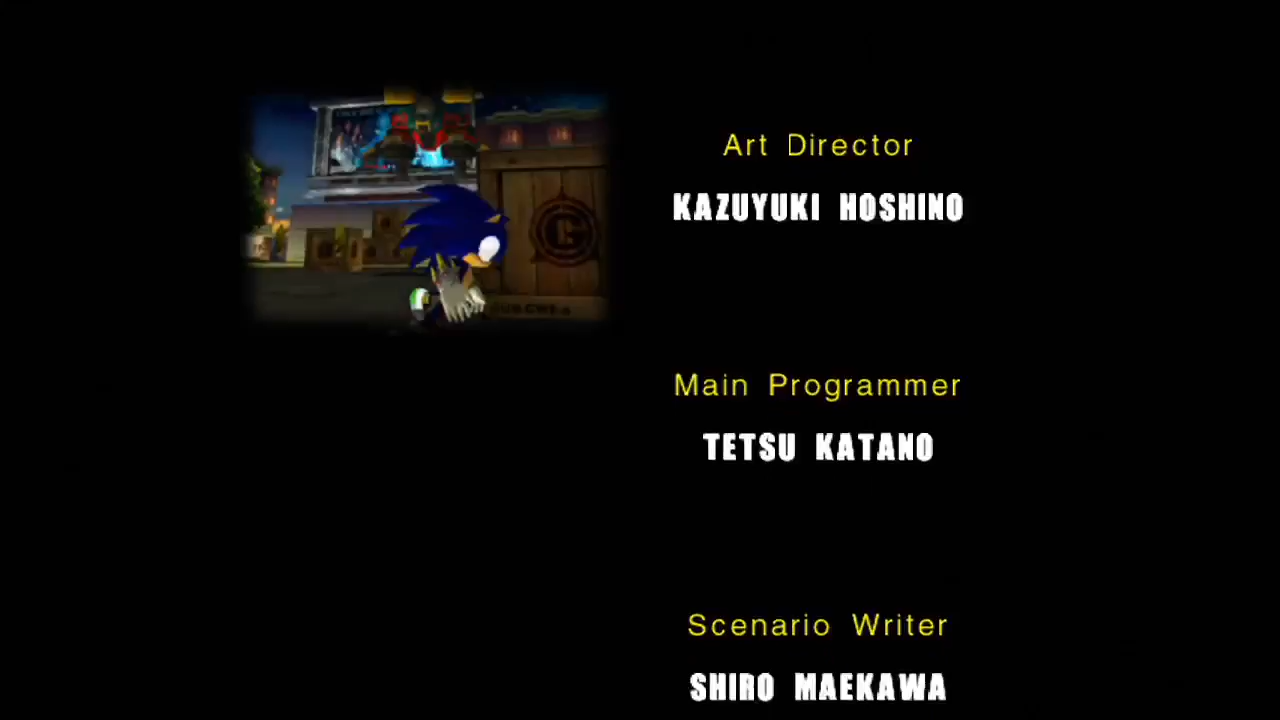 Art Director
KAZUYUKI HOSHINO
G
Main Programmer
TETSU KATANO
Scenario Writer
SHIRO MAEKAWA